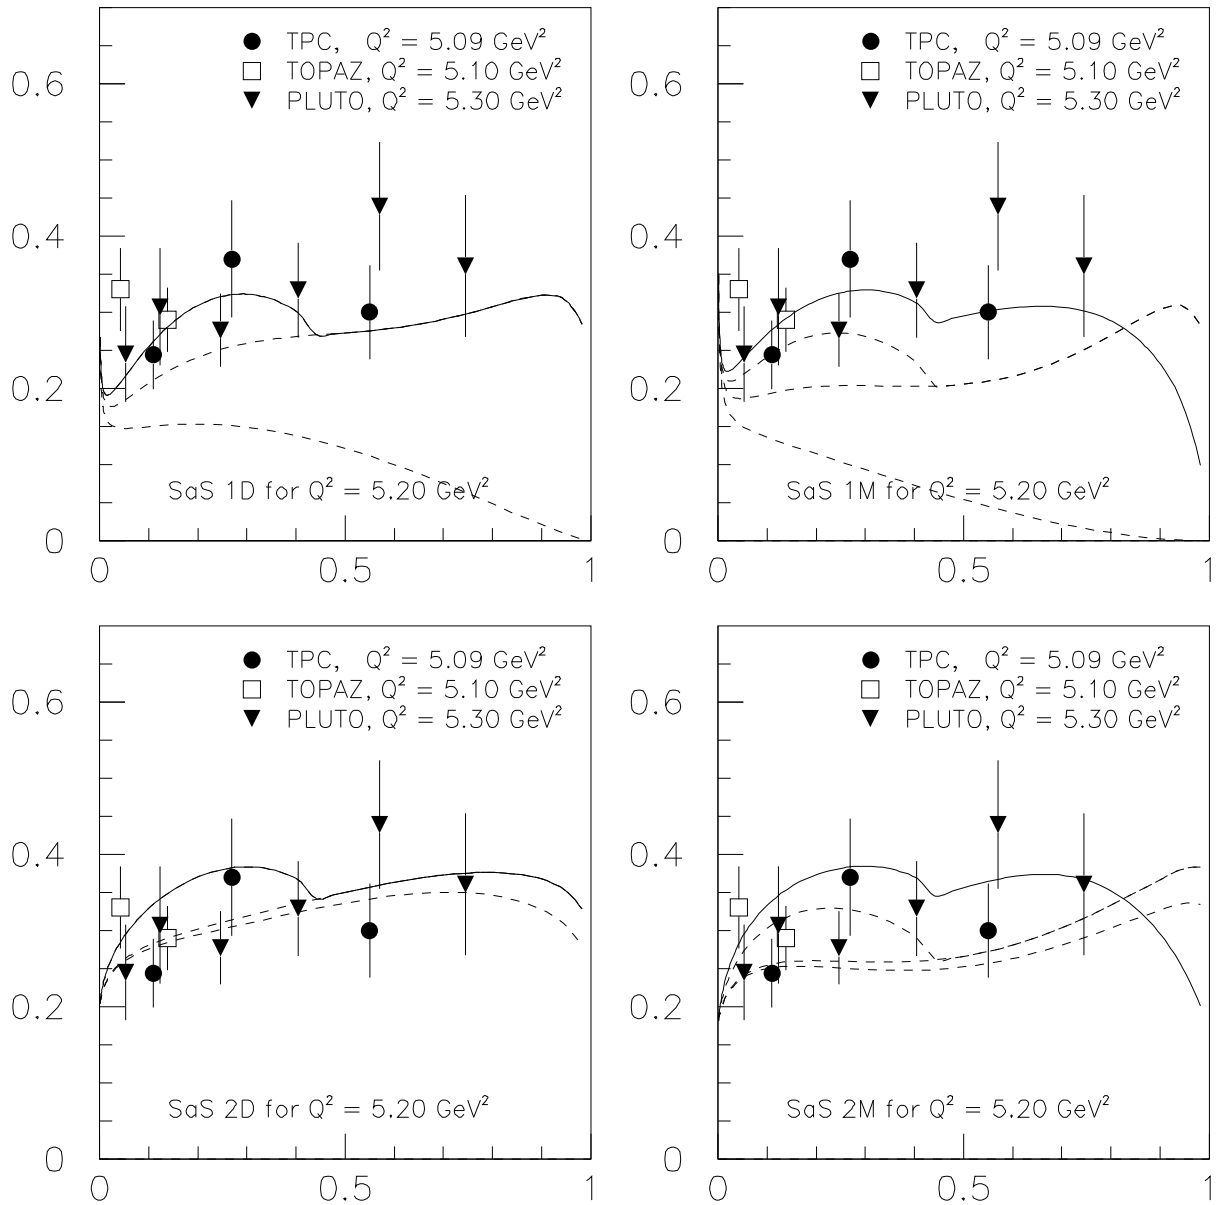 TPC, Q² = 5.09 GeV²
TOPAZ, Q² = 5.10 GeV²
PLUTO, Q² = 5.30 GeV²
0.6
0.4
0.2
0
SaS 1D for Q² = 5.20 GeV²
0 0.5 1
TPC, Q² = 5.09 GeV²
TOPAZ, Q² = 5.10 GeV²
PLUTO, Q² = 5.30 GeV²
0.6
0.4
0.2
0
SaS 1M for Q² = 5.20 GeV²
0 0.5 1
TPC, Q² = 5.09 GeV²
TOPAZ, Q² = 5.10 GeV²
PLUTO, Q² = 5.30 GeV²
0.6
0.4
0.2
0
SaS 2D for Q² = 5.20 GeV²
0 0.5 1
TPC, Q² = 5.09 GeV²
TOPAZ, Q² = 5.10 GeV²
PLUTO, Q² = 5.30 GeV²
0.6
0.4
0.2
0
SaS 2M for Q² = 5.20 GeV²
0 0.5 1